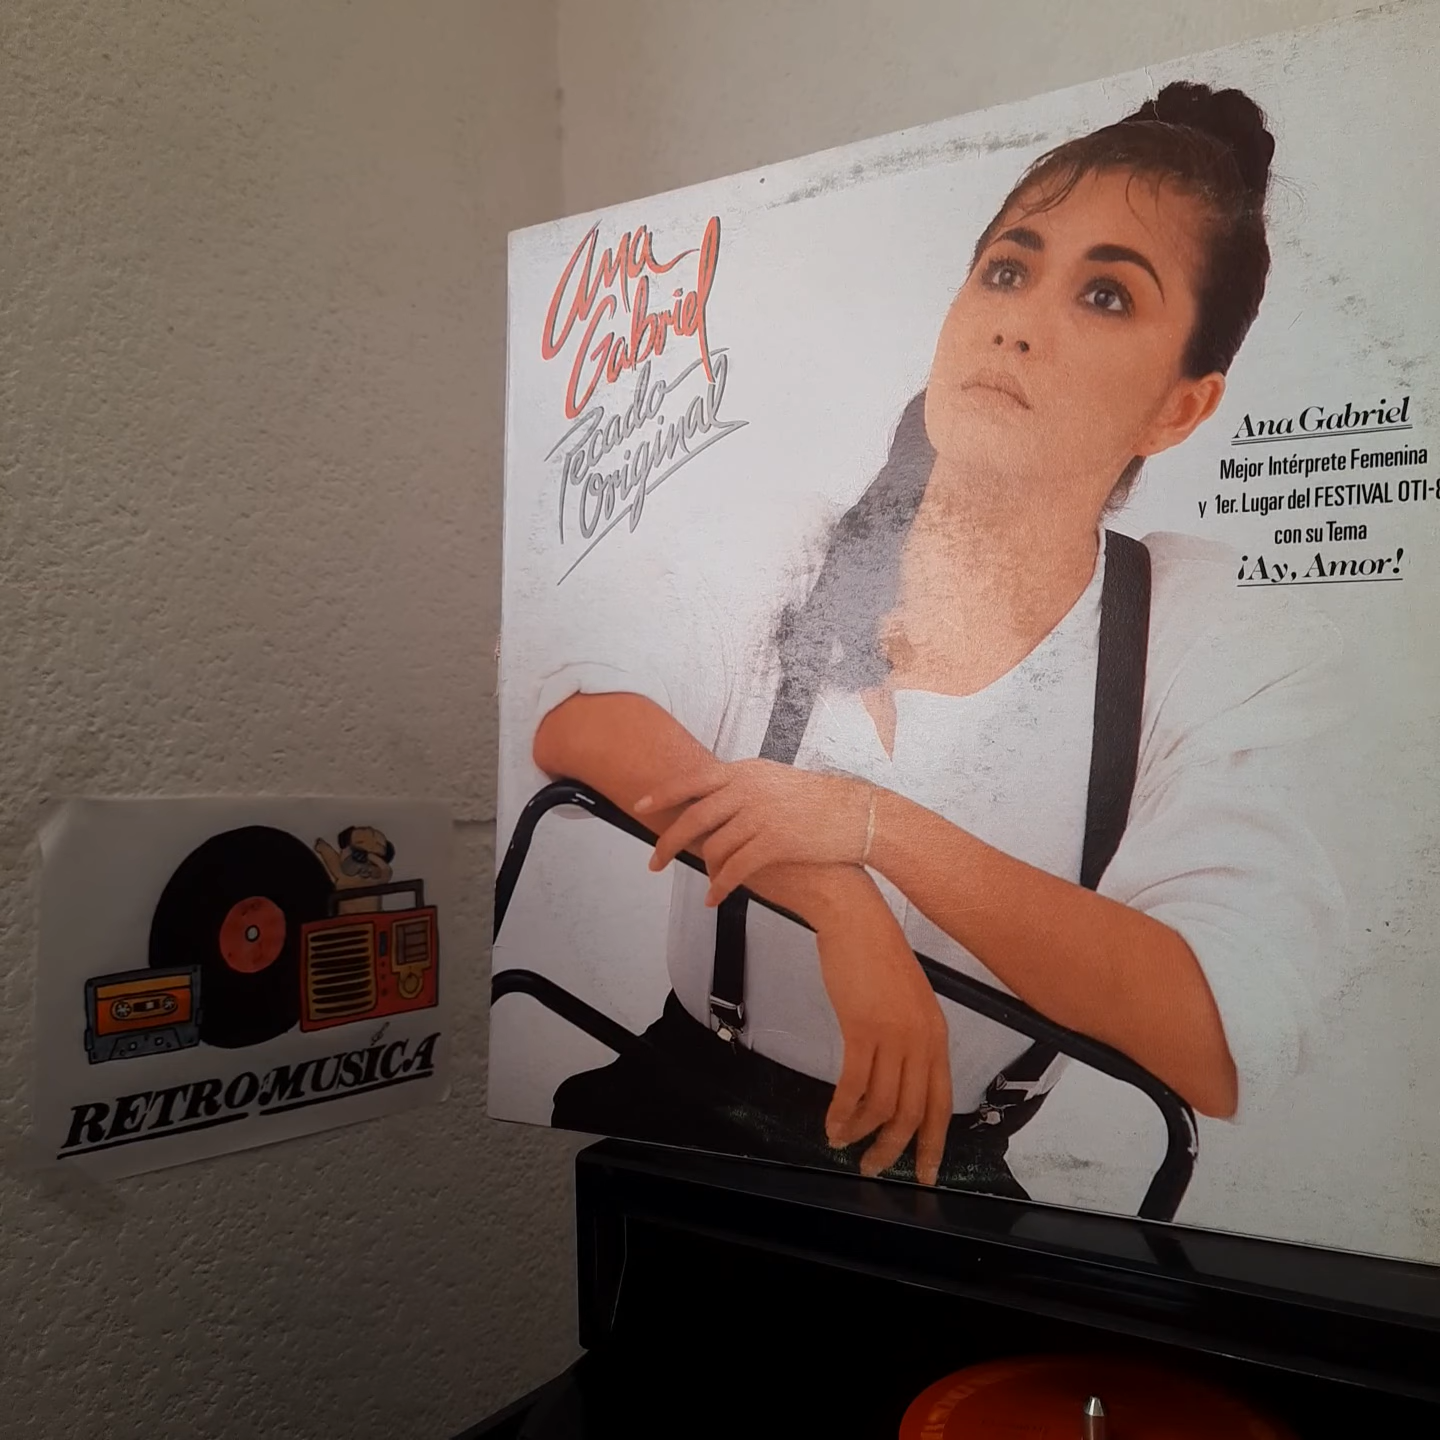 Ana
Gabriel
Pecado
Original
Ana Gabriel
Mejor Intérprete Femenina
y 1er. Lugar del FESTIVAL OTI-8
con su Tema
¡Ay, Amor!
RETROMUSÍCA